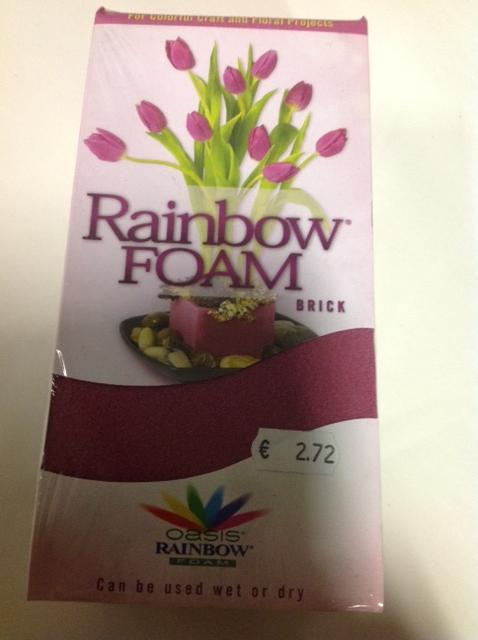 For Colorful Craft and Floral Projects
Rainbow®
FOAM
BRICK
€ 2.72
OASIS®
RAINBOW®
FOAM
Can be used wet or dry